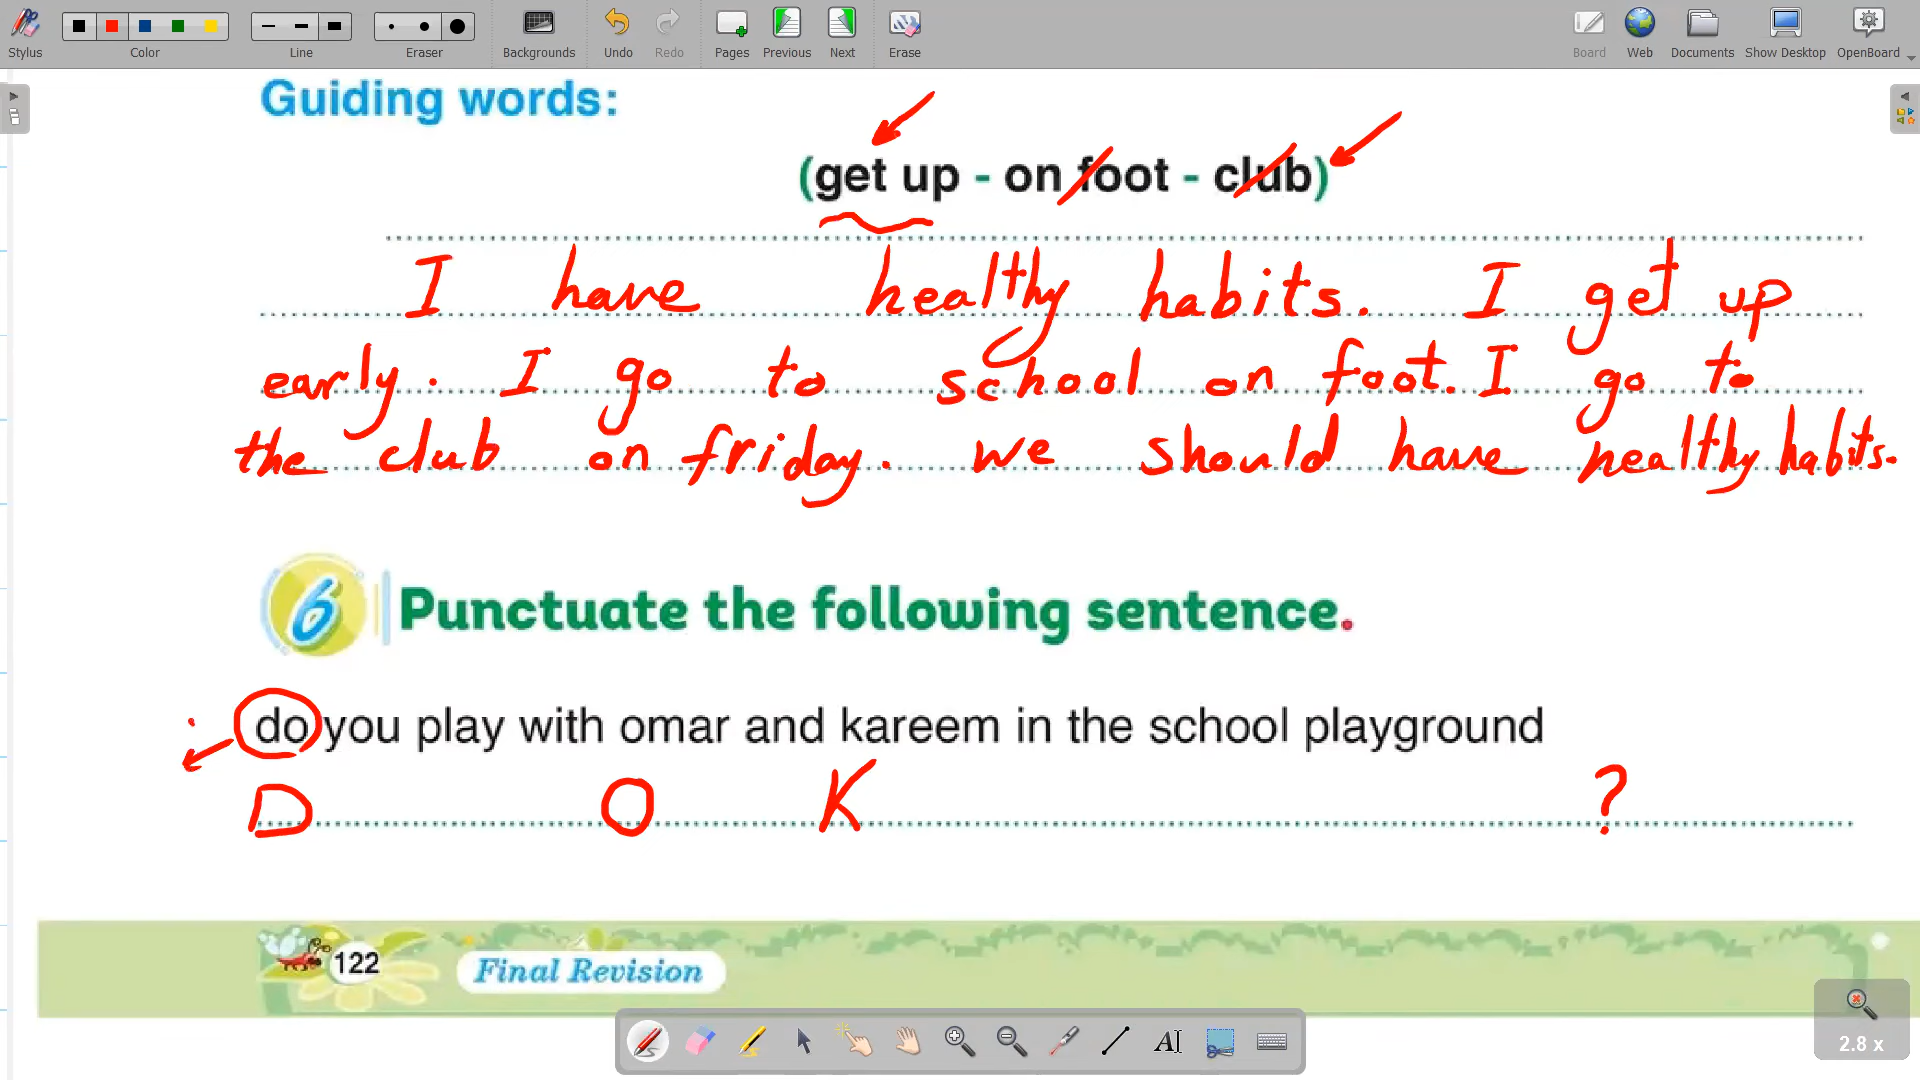 Stylus Color Line Eraser Backgrounds Undo Redo Pages Previous Next Erase Board Web Documents Show Desktop OpenBoard
Guiding words:
(get up - on foot - club)
I have healthy habits. I get up
early. I go to school on foot. I go to
the club on friday. we should have healthy habits.
6 Punctuate the following sentence.
do you play with omar and kareem in the school playground
D O K ?
122 Final Revision
2.8 x